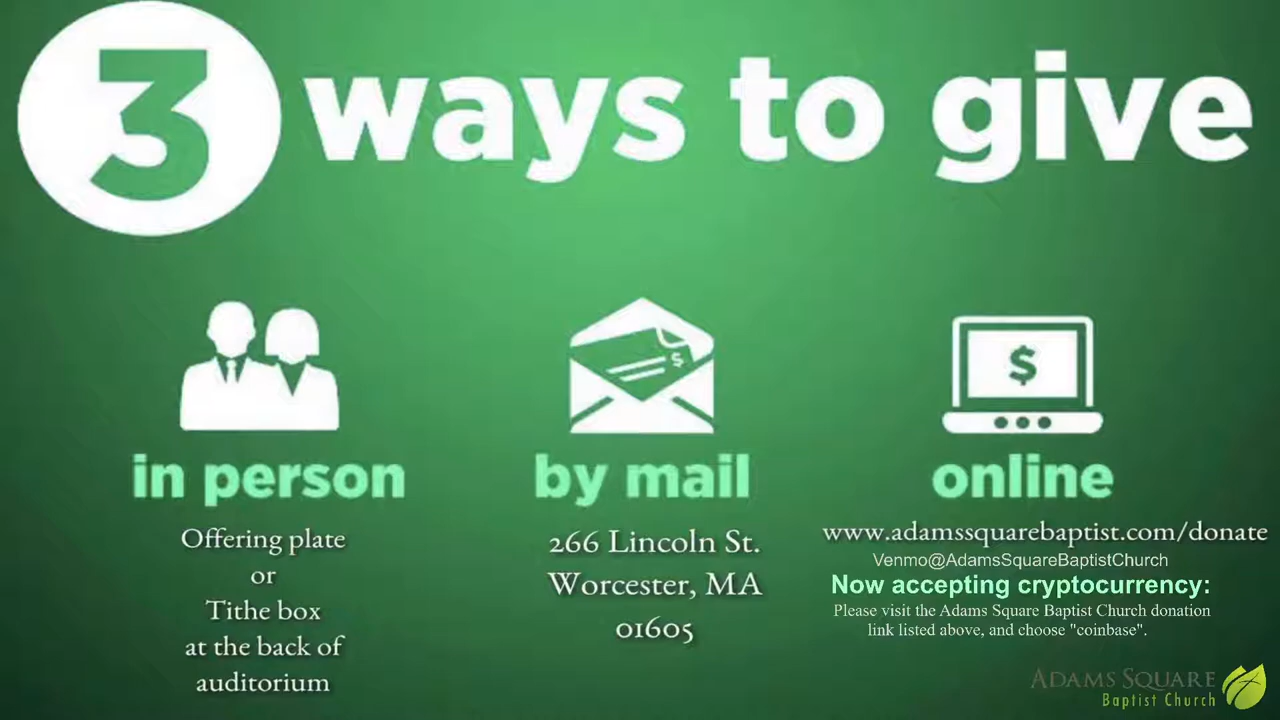 3 ways to give
in person
Offering plate
or
Tithe box
at the back of
auditorium
by mail
$
266 Lincoln St.
Worcester, MA
01605
online
$
www.adamssquarebaptist.com/donate
Venmo@AdamsSquareBaptistChurch
Now accepting cryptocurrency:
Please visit the Adams Square Baptist Church donation
link listed above, and choose "coinbase".
Adams Square
Baptist Church